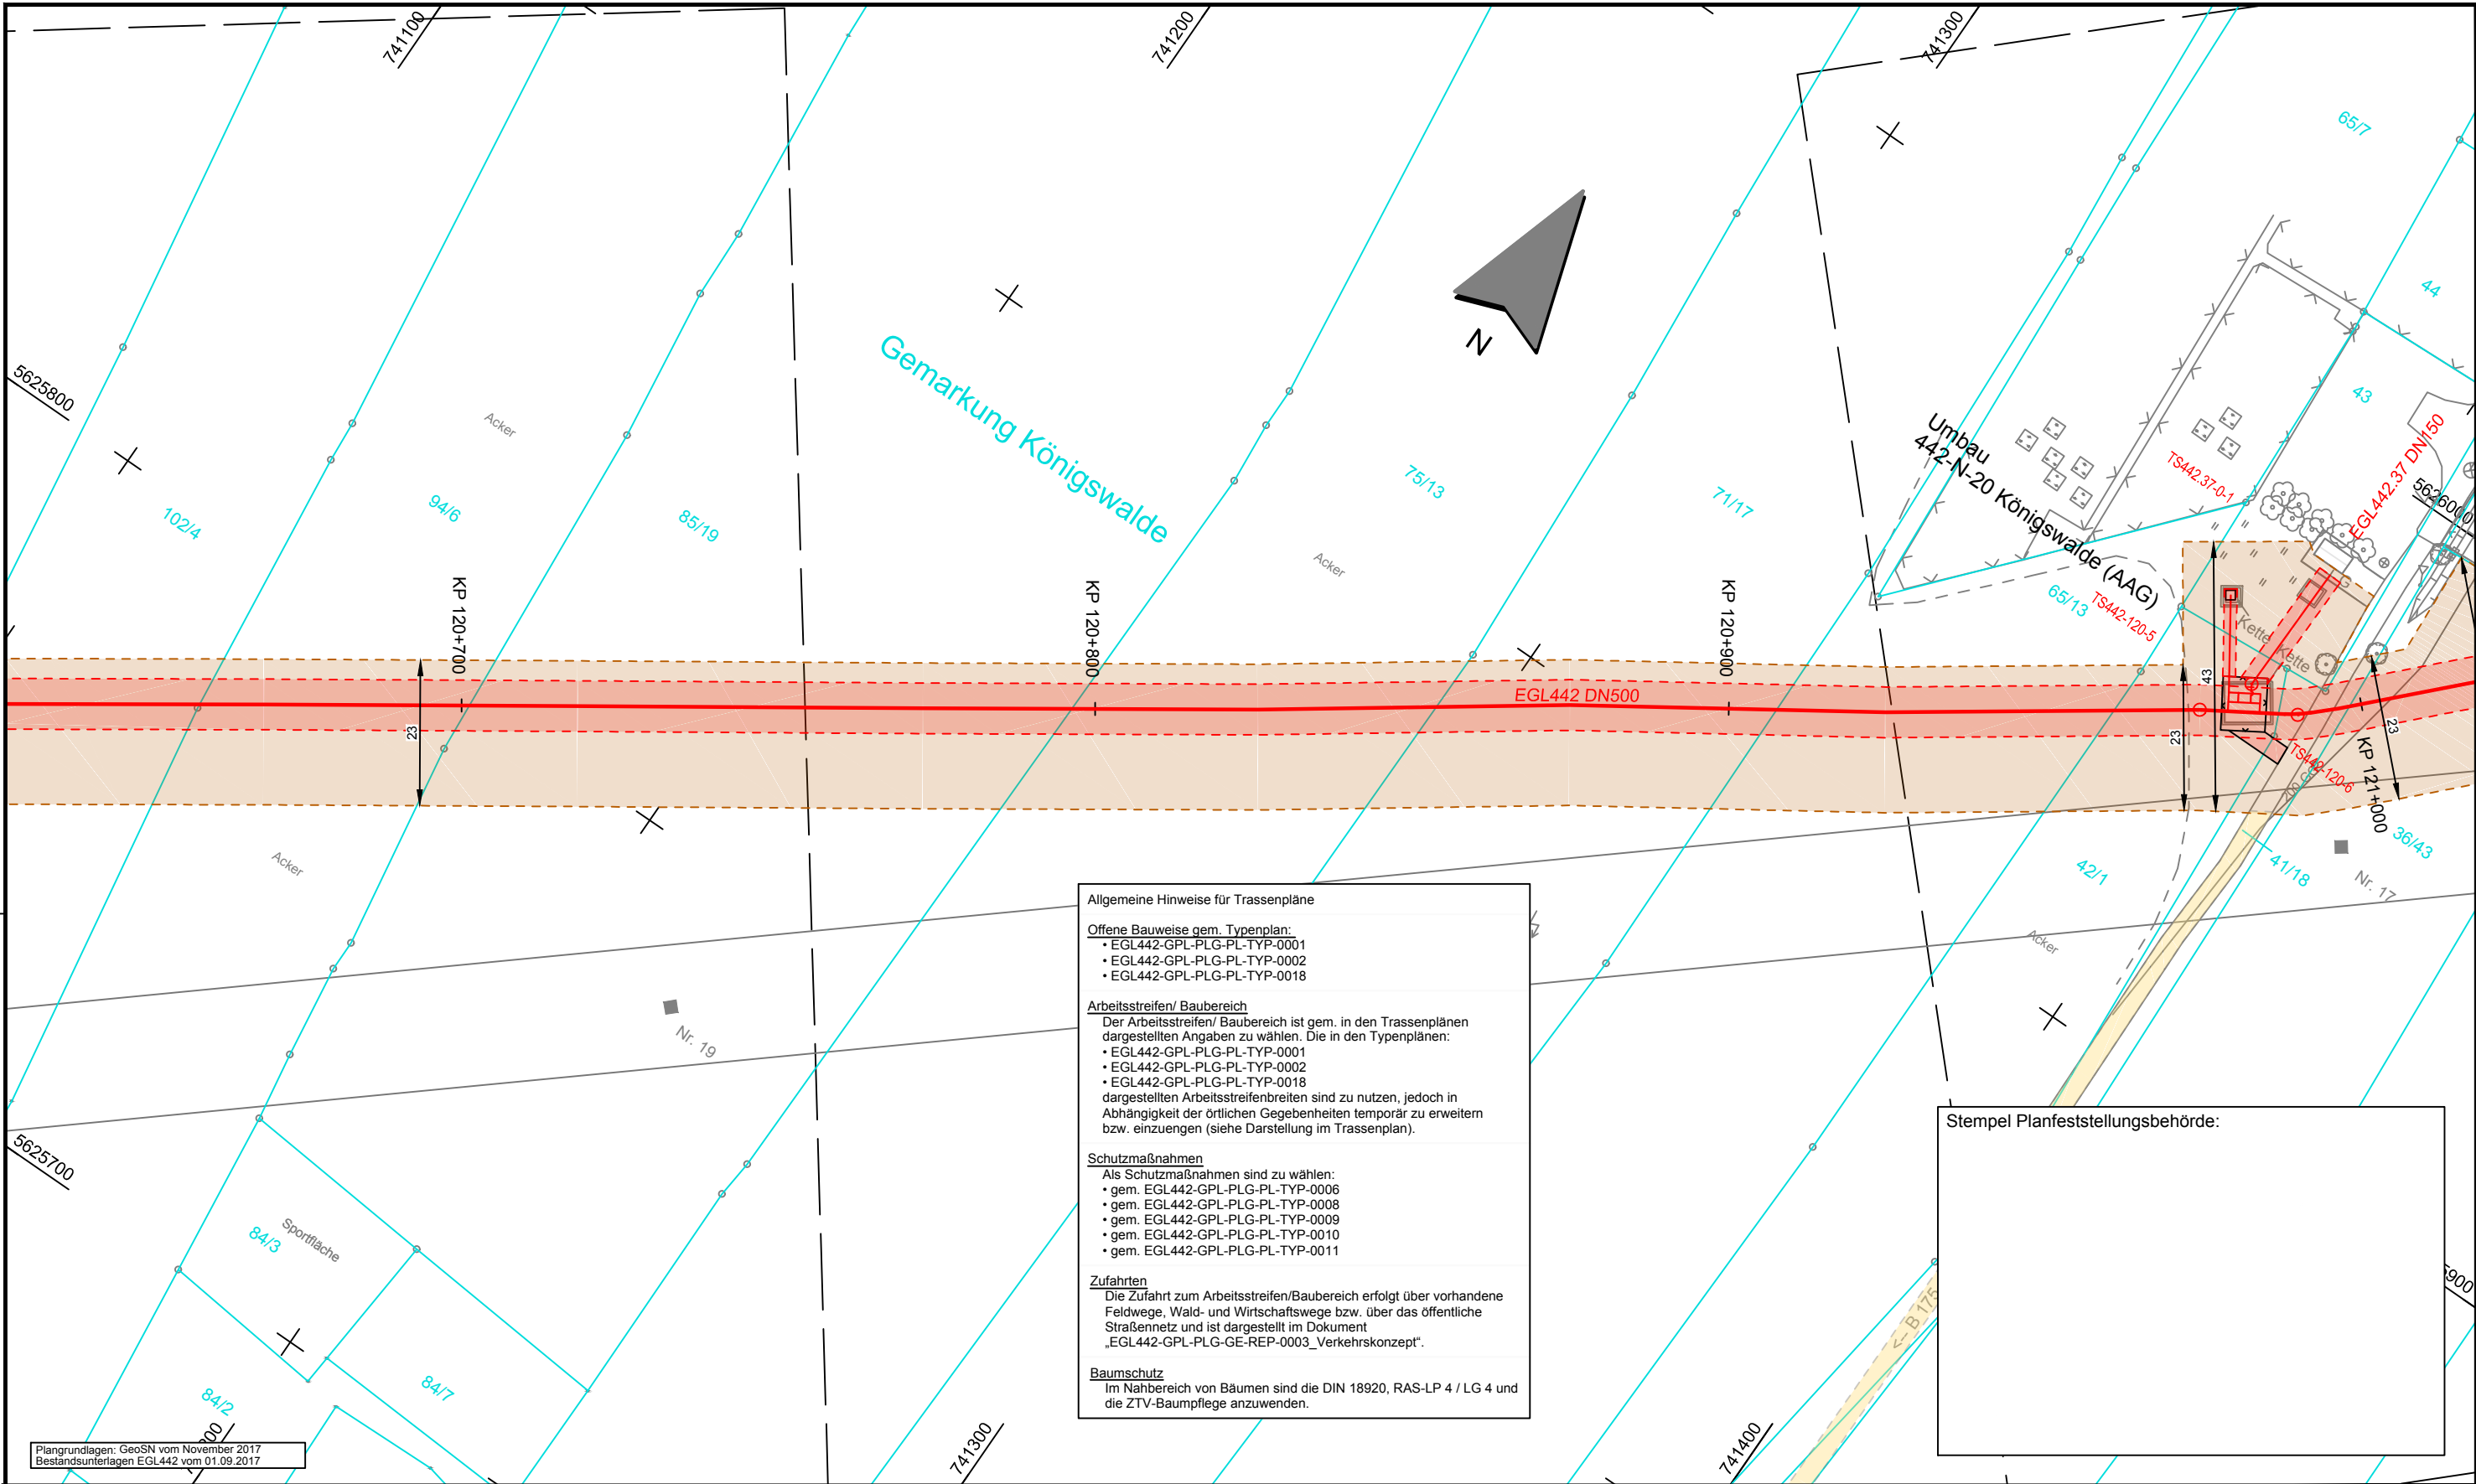 741100
741200
741300
65/7
44
43
5625800
Acker
Gemarkung Königswalde
N
Umbau
442-N-20 Königswalde (AAG)
TS442.37-0-1
EGL442.37 DN150
5626000
102/4
94/6
85/19
75/13
71/17
Acker
65/13
TS442-120-5
Kette
Kette
KP 120+700
KP 120+800
KP 120+900
EGL442 DN500
23
23
43
23
TS442-120-6
KP 121+000
36/43
41/18
Nr. 17
42/1
Acker
Acker
Nr. 19
Allgemeine Hinweise für Trassenpläne
Offene Bauweise gem. Typenplan:
• EGL442-GPL-PLG-PL-TYP-0001
• EGL442-GPL-PLG-PL-TYP-0002
• EGL442-GPL-PLG-PL-TYP-0018
Arbeitsstreifen/ Baubereich
Der Arbeitsstreifen/ Baubereich ist gem. in den Trassenplänen
dargestellten Angaben zu wählen. Die in den Typenplänen:
• EGL442-GPL-PLG-PL-TYP-0001
• EGL442-GPL-PLG-PL-TYP-0002
• EGL442-GPL-PLG-PL-TYP-0018
dargestellten Arbeitsstreifenbreiten sind zu nutzen, jedoch in
Abhängigkeit der örtlichen Gegebenheiten temporär zu erweitern
bzw. einzuengen (siehe Darstellung im Trassenplan).
Schutzmaßnahmen
Als Schutzmaßnahmen sind zu wählen:
• gem. EGL442-GPL-PLG-PL-TYP-0006
• gem. EGL442-GPL-PLG-PL-TYP-0008
• gem. EGL442-GPL-PLG-PL-TYP-0009
• gem. EGL442-GPL-PLG-PL-TYP-0010
• gem. EGL442-GPL-PLG-PL-TYP-0011
Zufahrten
Die Zufahrt zum Arbeitsstreifen/Baubereich erfolgt über vorhandene
Feldwege, Wald- und Wirtschaftswege bzw. über das öffentliche
Straßennetz und ist dargestellt im Dokument
„EGL442-GPL-PLG-GE-REP-0003_Verkehrskonzept“.
Baumschutz
Im Nahbereich von Bäumen sind die DIN 18920, RAS-LP 4 / LG 4 und
die ZTV-Baumpflege anzuwenden.
Stempel Planfeststellungsbehörde:
5625700
84/3
Sportfläche
84/2
84/7
<-- B 175
5900
741300
741400
Plangrundlagen: GeoSN vom November 2017
Bestandsunterlagen EGL442 vom 01.09.2017